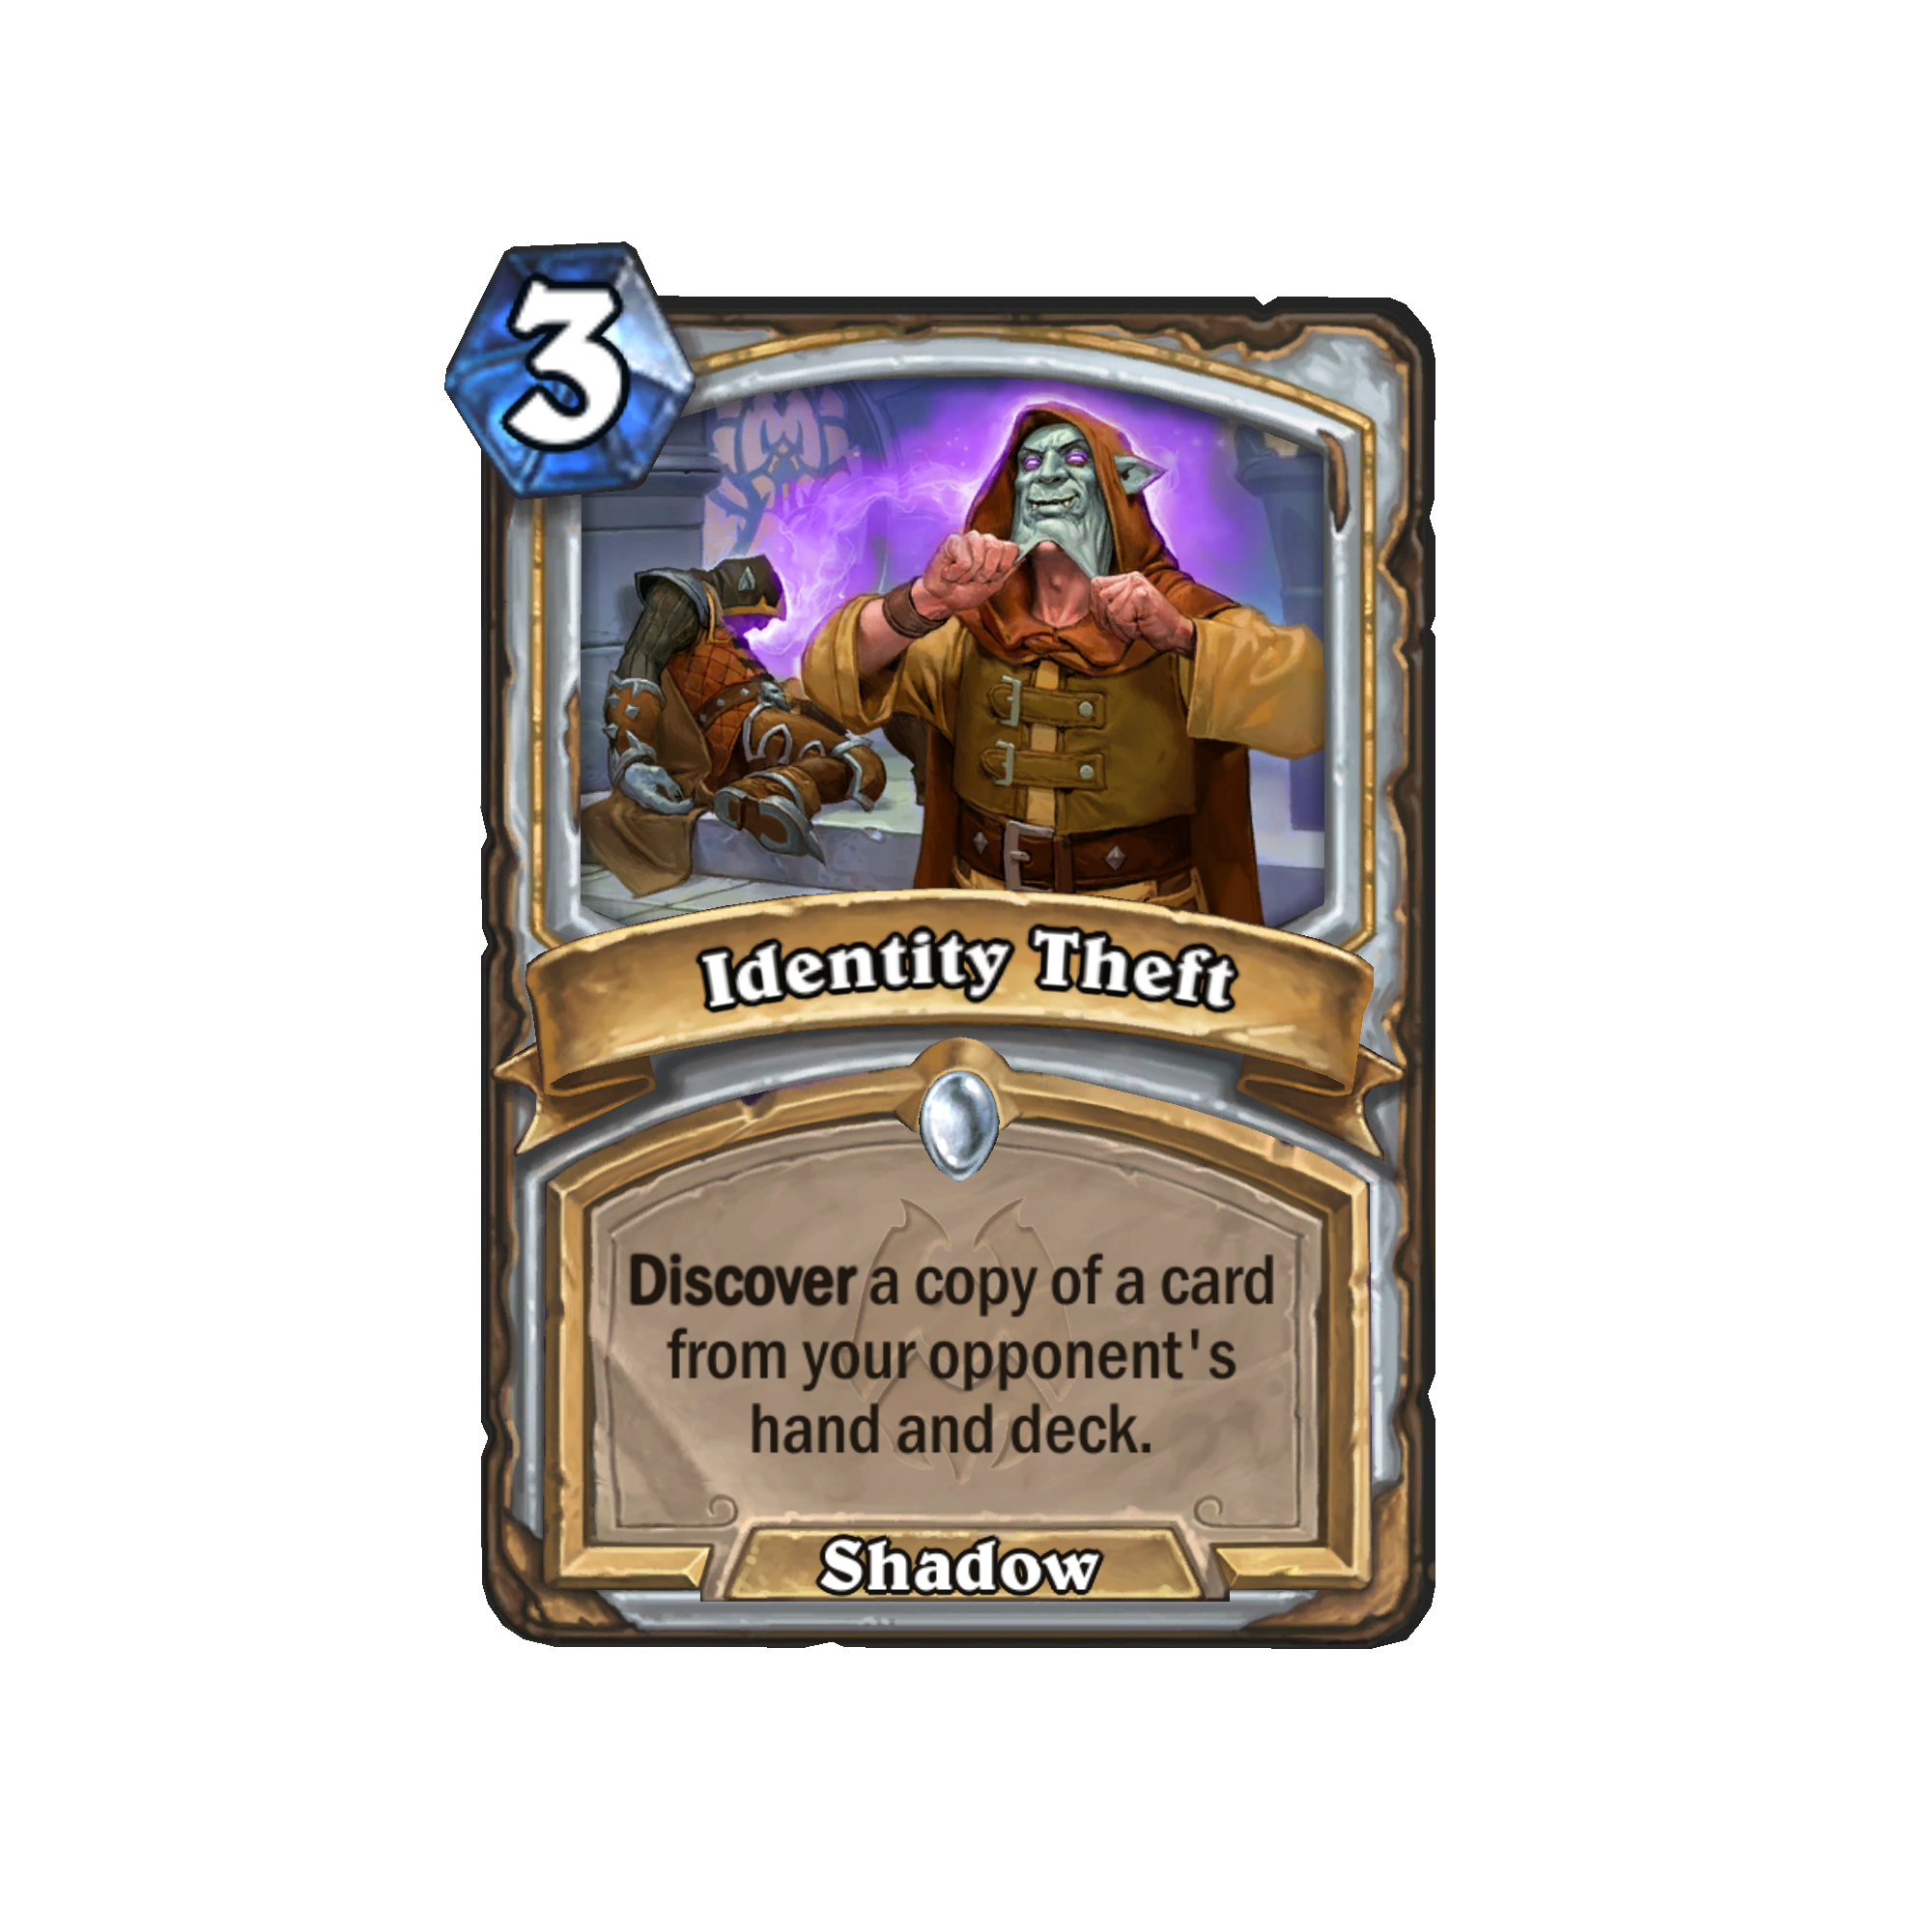 3
Identity Theft
Discover a copy of a card
from your opponent's
hand and deck.
Shadow